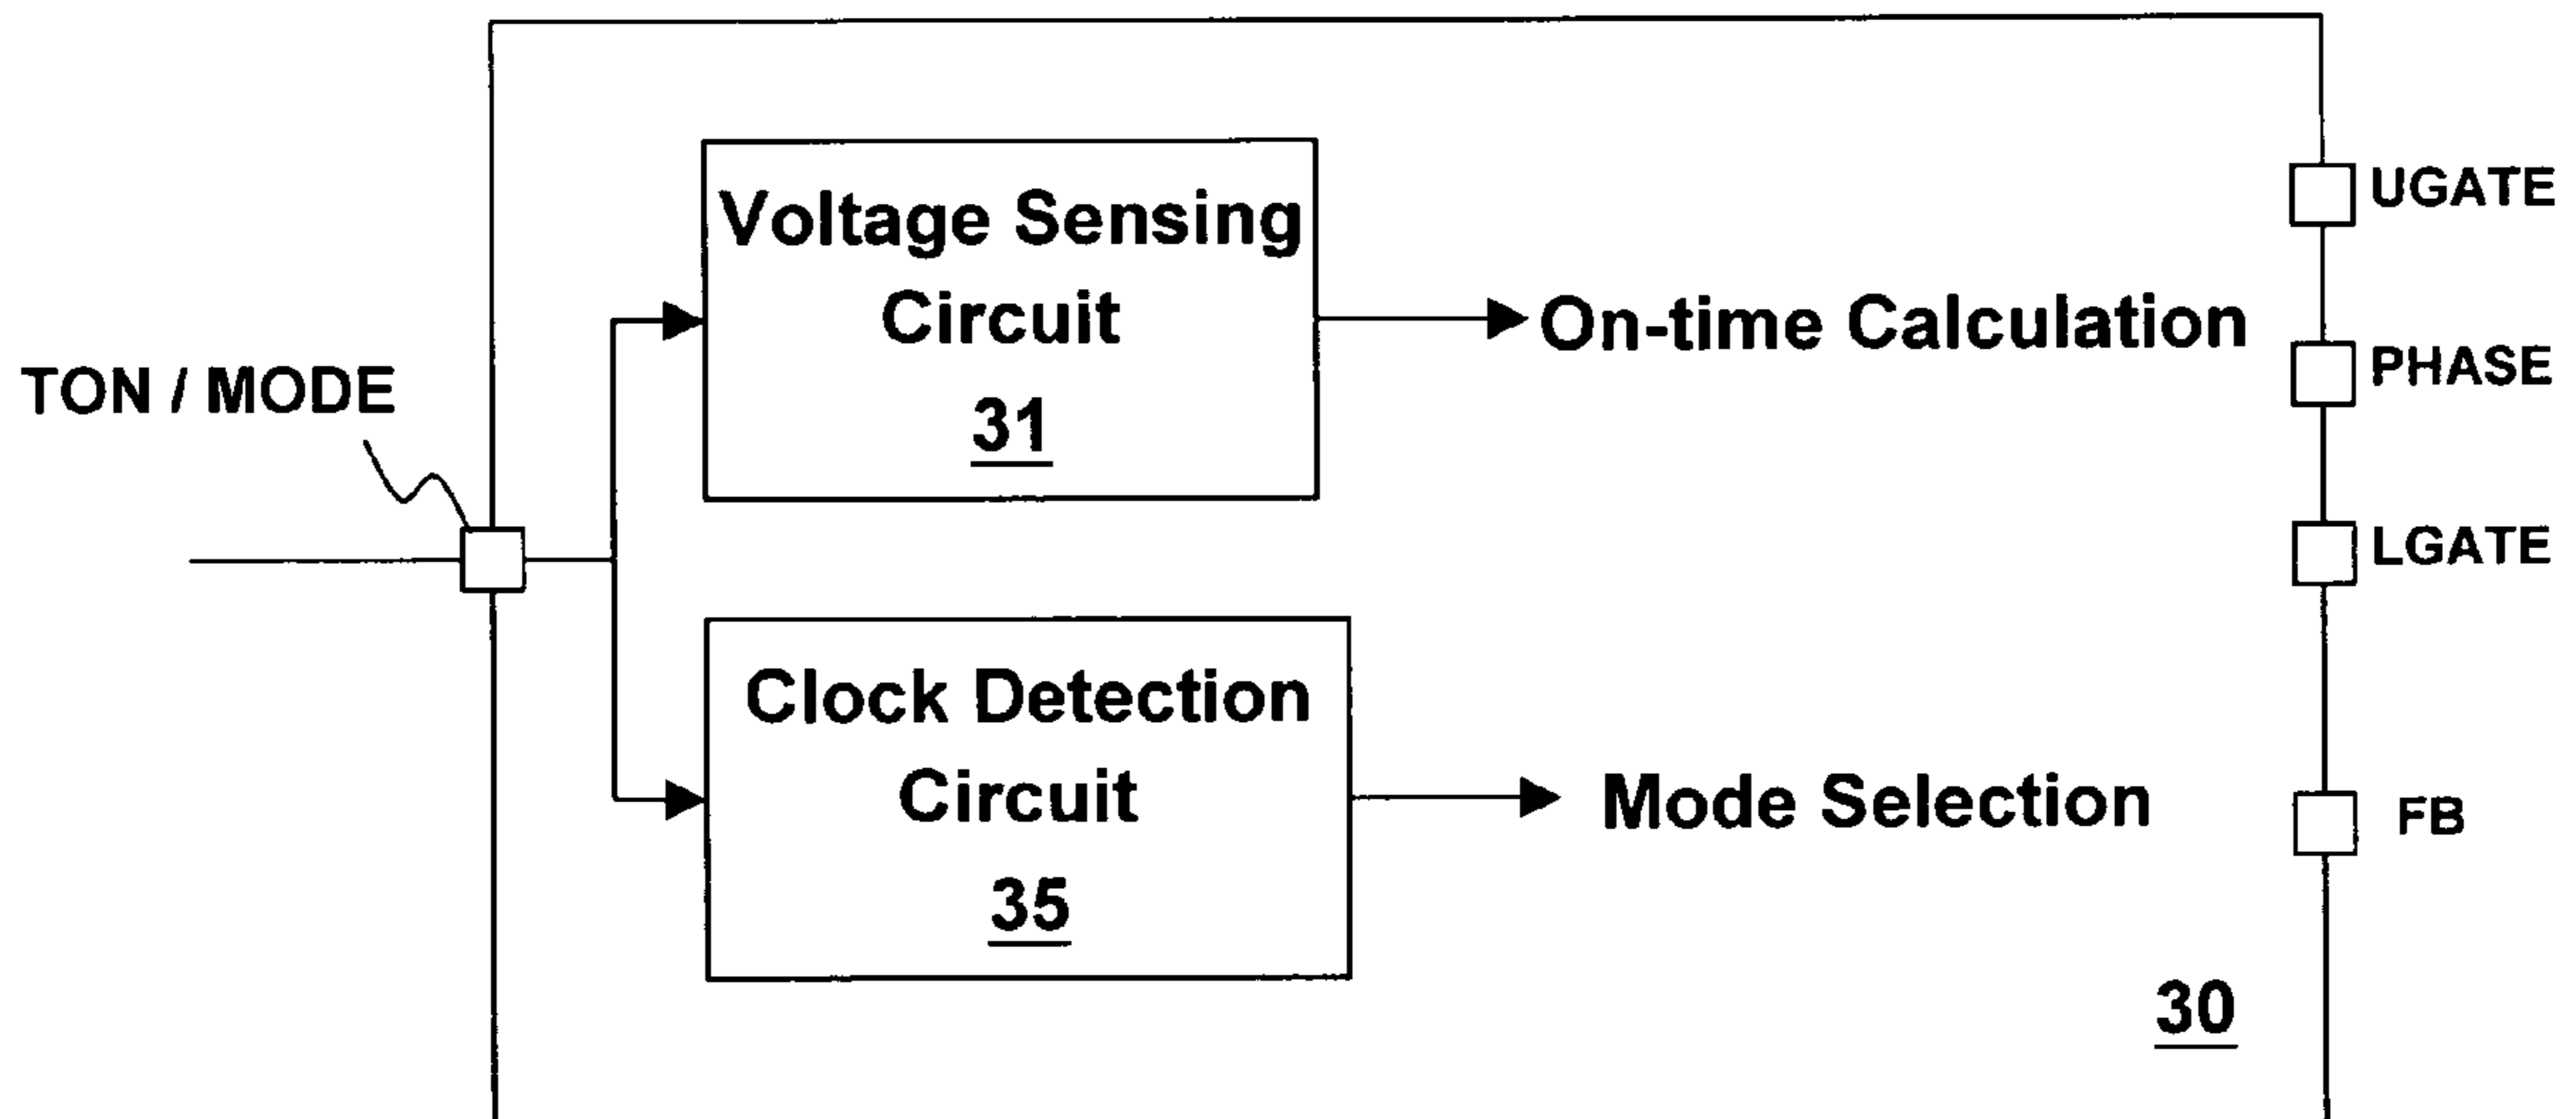 TON / MODE
Voltage Sensing
Circuit
31
On-time Calculation
Clock Detection
Circuit
35
Mode Selection
UGATE
PHASE
LGATE
FB
30